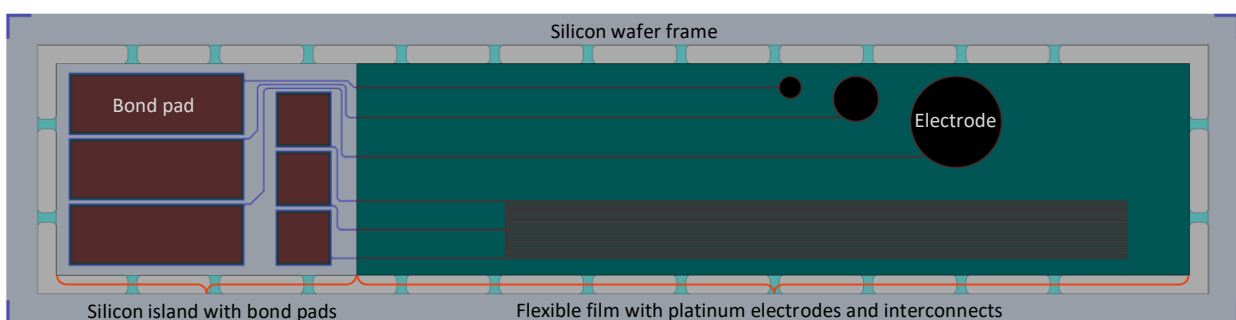 Silicon wafer frame
Bond pad
Electrode
Silicon island with bond pads
Flexible film with platinum electrodes and interconnects